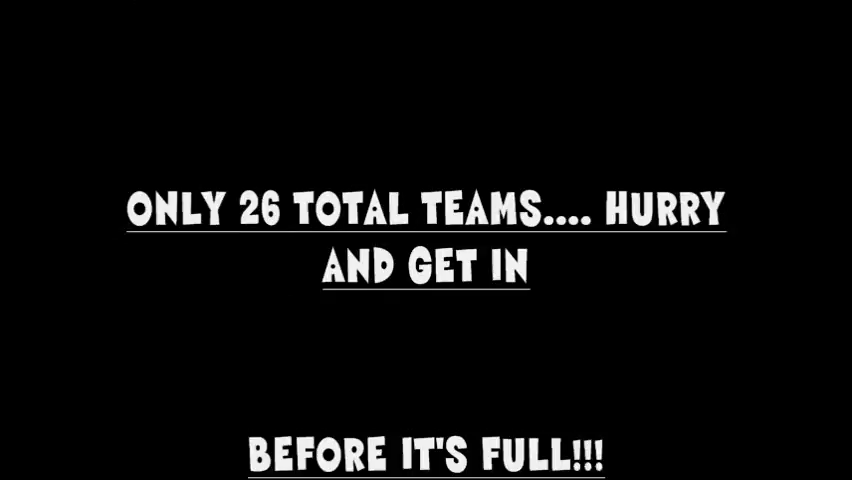 ONLY 26 TOTAL TEAMS.... HURRY
AND GET IN
BEFORE IT'S FULL!!!